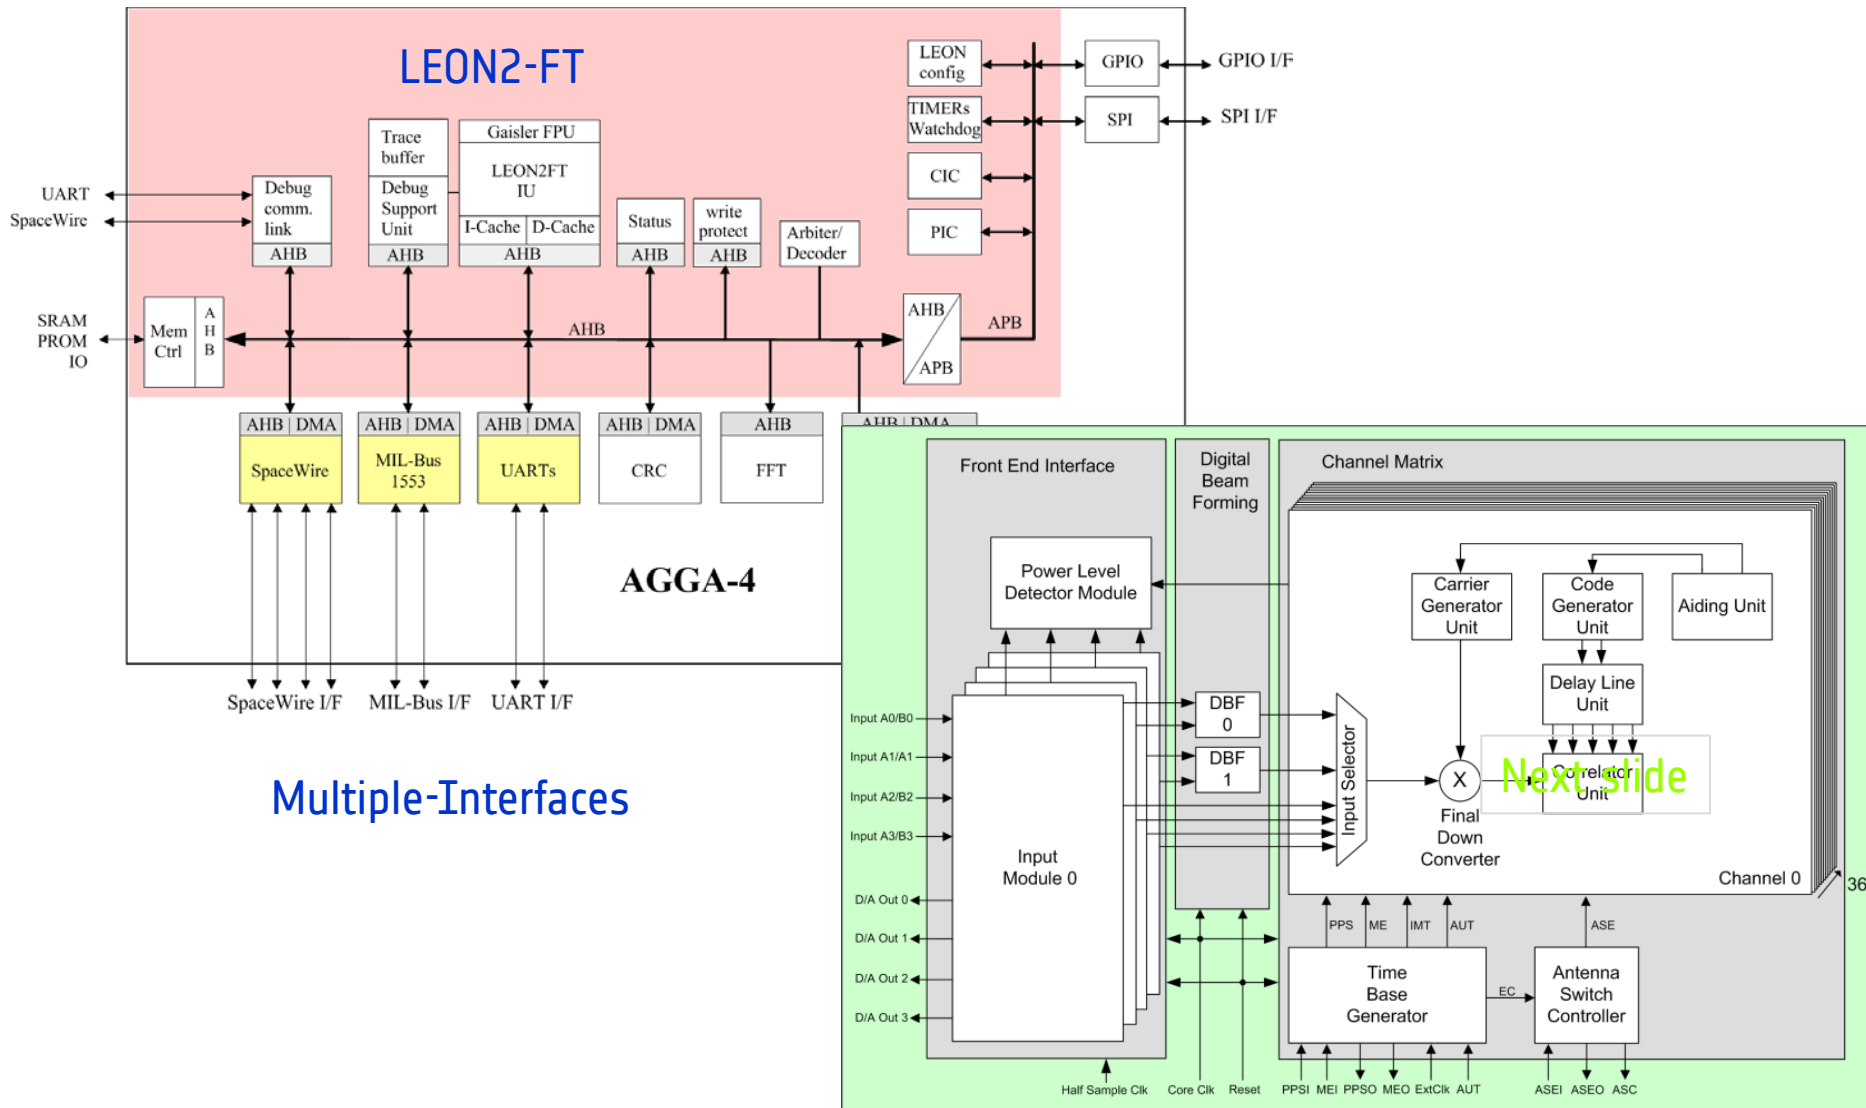 LEON2-FT
LEON
config
GPIO
GPIO I/F
TIMERs
Watchdog
SPI
SPI I/F
CIC
PIC
Trace
buffer
Debug
Support
Unit
AHB
Gaisler FPU
LEON2FT
IU
I-Cache
D-Cache
AHB
UART
SpaceWire
Debug
comm.
link
AHB
Status
AHB
write
protect
AHB
Arbiter/
Decoder
SRAM
PROM
IO
Mem
Ctrl
A
H
B
AHB
AHB
APB
APB
AHB | DMA
SpaceWire
AHB | DMA
MIL-Bus
1553
AHB | DMA
UARTs
AHB | DMA
CRC
AHB
FFT
AHB | DMA
AGGA-4
SpaceWire I/F
MIL-Bus I/F
UART I/F
Multiple-Interfaces
Front End Interface
Digital
Beam
Forming
Channel Matrix
Power Level
Detector Module
Carrier
Generator
Unit
Code
Generator
Unit
Aiding Unit
Delay Line
Unit
Correlator
Unit
Next slide
Input A0/B0
Input A1/A1
Input A2/B2
Input A3/B3
D/A Out 0
D/A Out 1
D/A Out 2
D/A Out 3
Input
Module 0
DBF
0
DBF
1
Input Selector
X
Final
Down
Converter
Channel 0
36
PPS
ME
IMT
AUT
ASE
Time
Base
Generator
EC
Antenna
Switch
Controller
Half Sample Clk
Core Clk
Reset
PPSI
MEI
PPSO
MEO
ExtClk
AUT
ASEI
ASEO
ASC